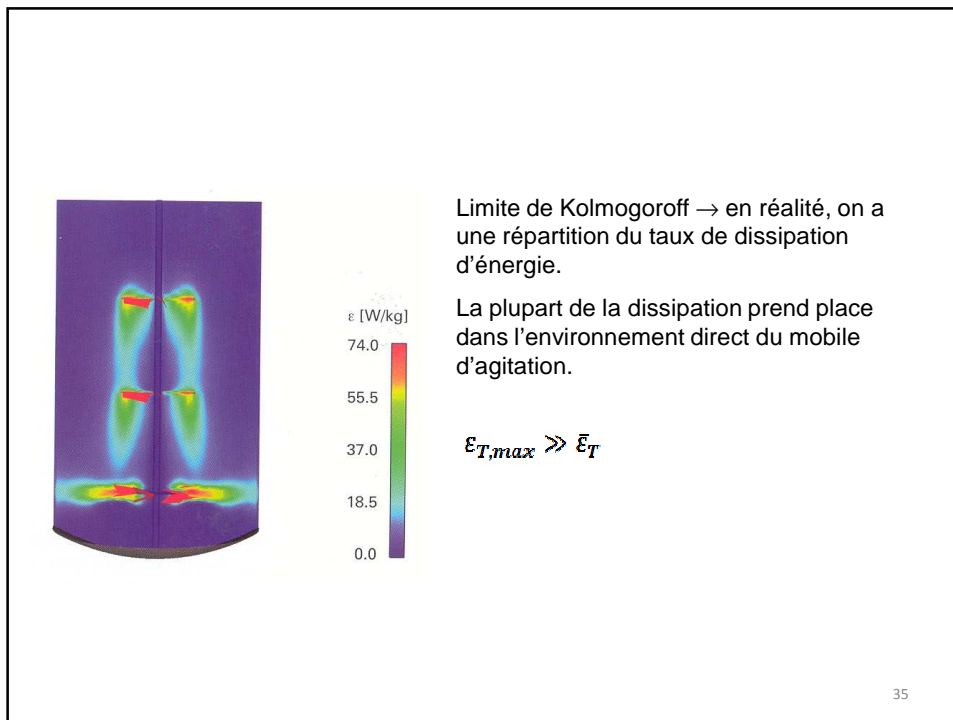 Limite de Kolmogoroff → en réalité, on a
une répartition du taux de dissipation
d'énergie.
La plupart de la dissipation prend place
dans l'environnement direct du mobile
d'agitation.
ε_T,max ≫ ε̄_T
ε [W/kg]
74.0
55.5
37.0
18.5
0.0
35